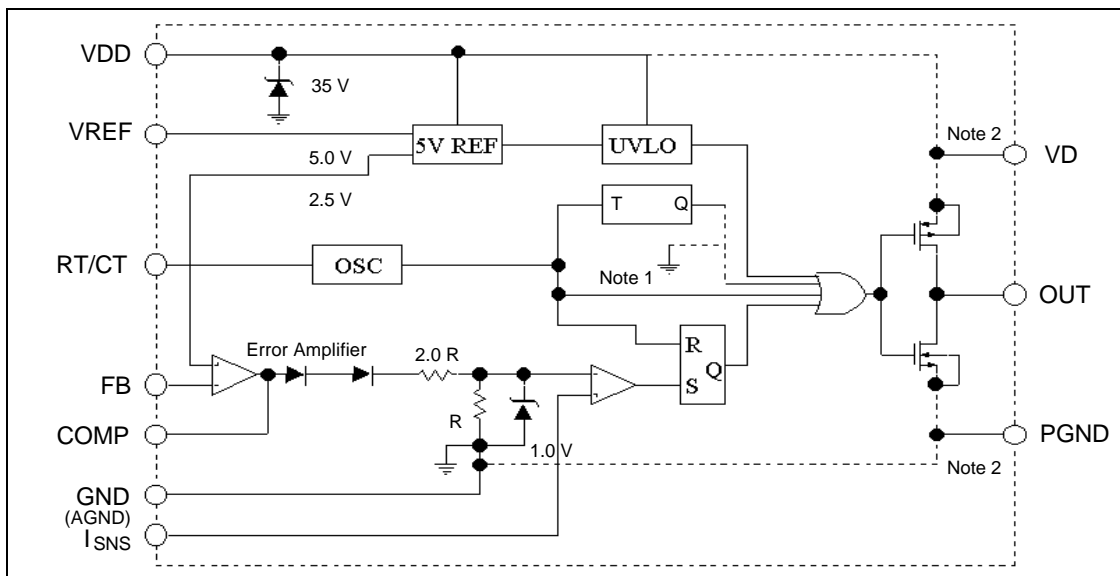 VDD
35 V
VREF
5V REF
UVLO
Note 2
VD
5.0 V
2.5 V
T Q
RT/CT
OSC
Note 1
OUT
Error Amplifier
2.0 R
R
Q
S
FB
R
COMP
1.0 V
PGND
Note 2
GND
(AGND)
ISNS